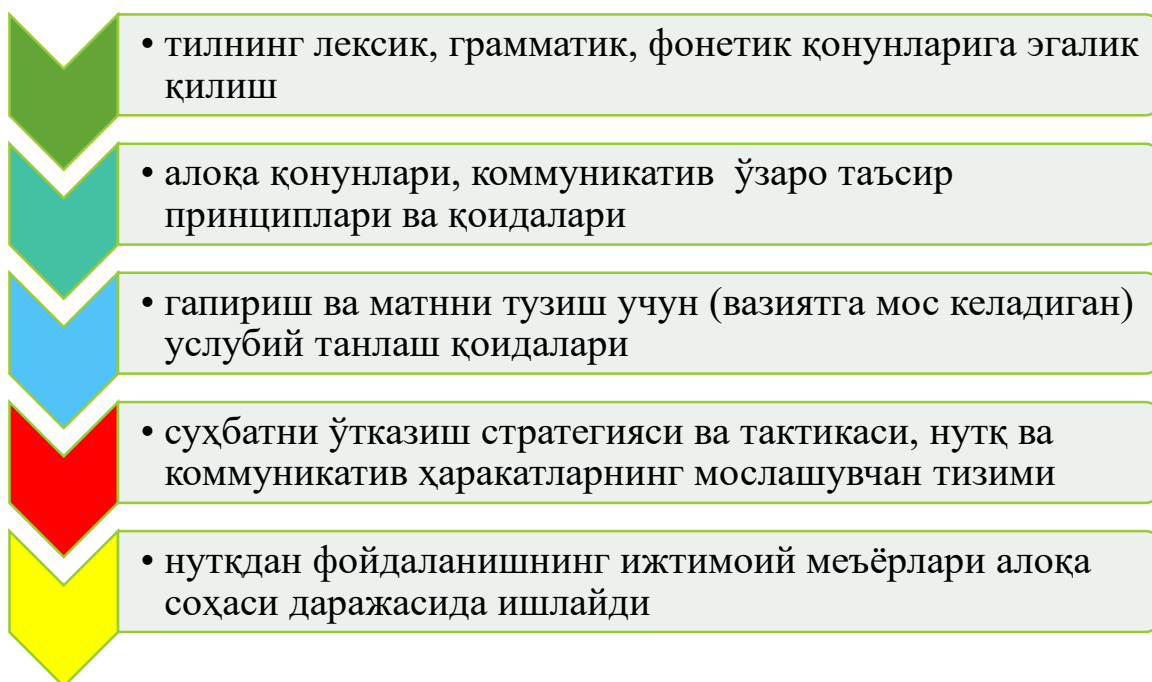 • тилнинг лексик, грамматик, фонетик қонунларига эгалик
қилиш
• алоқа қонунлари, коммуникатив ўзаро таъсир
принциплари ва қоидалари
• гапириш ва матнни тузиш учун (вазиятга мос келадиган)
услубий танлаш қоидалари
• суҳбатни ўтказиш стратегияси ва тактикаси, нутқ ва
коммуникатив ҳаракатларнинг мослашувчан тизими
• нутқдан фойдаланишнинг ижтимоий меъёрлари алоқа
соҳаси даражасида ишлайди